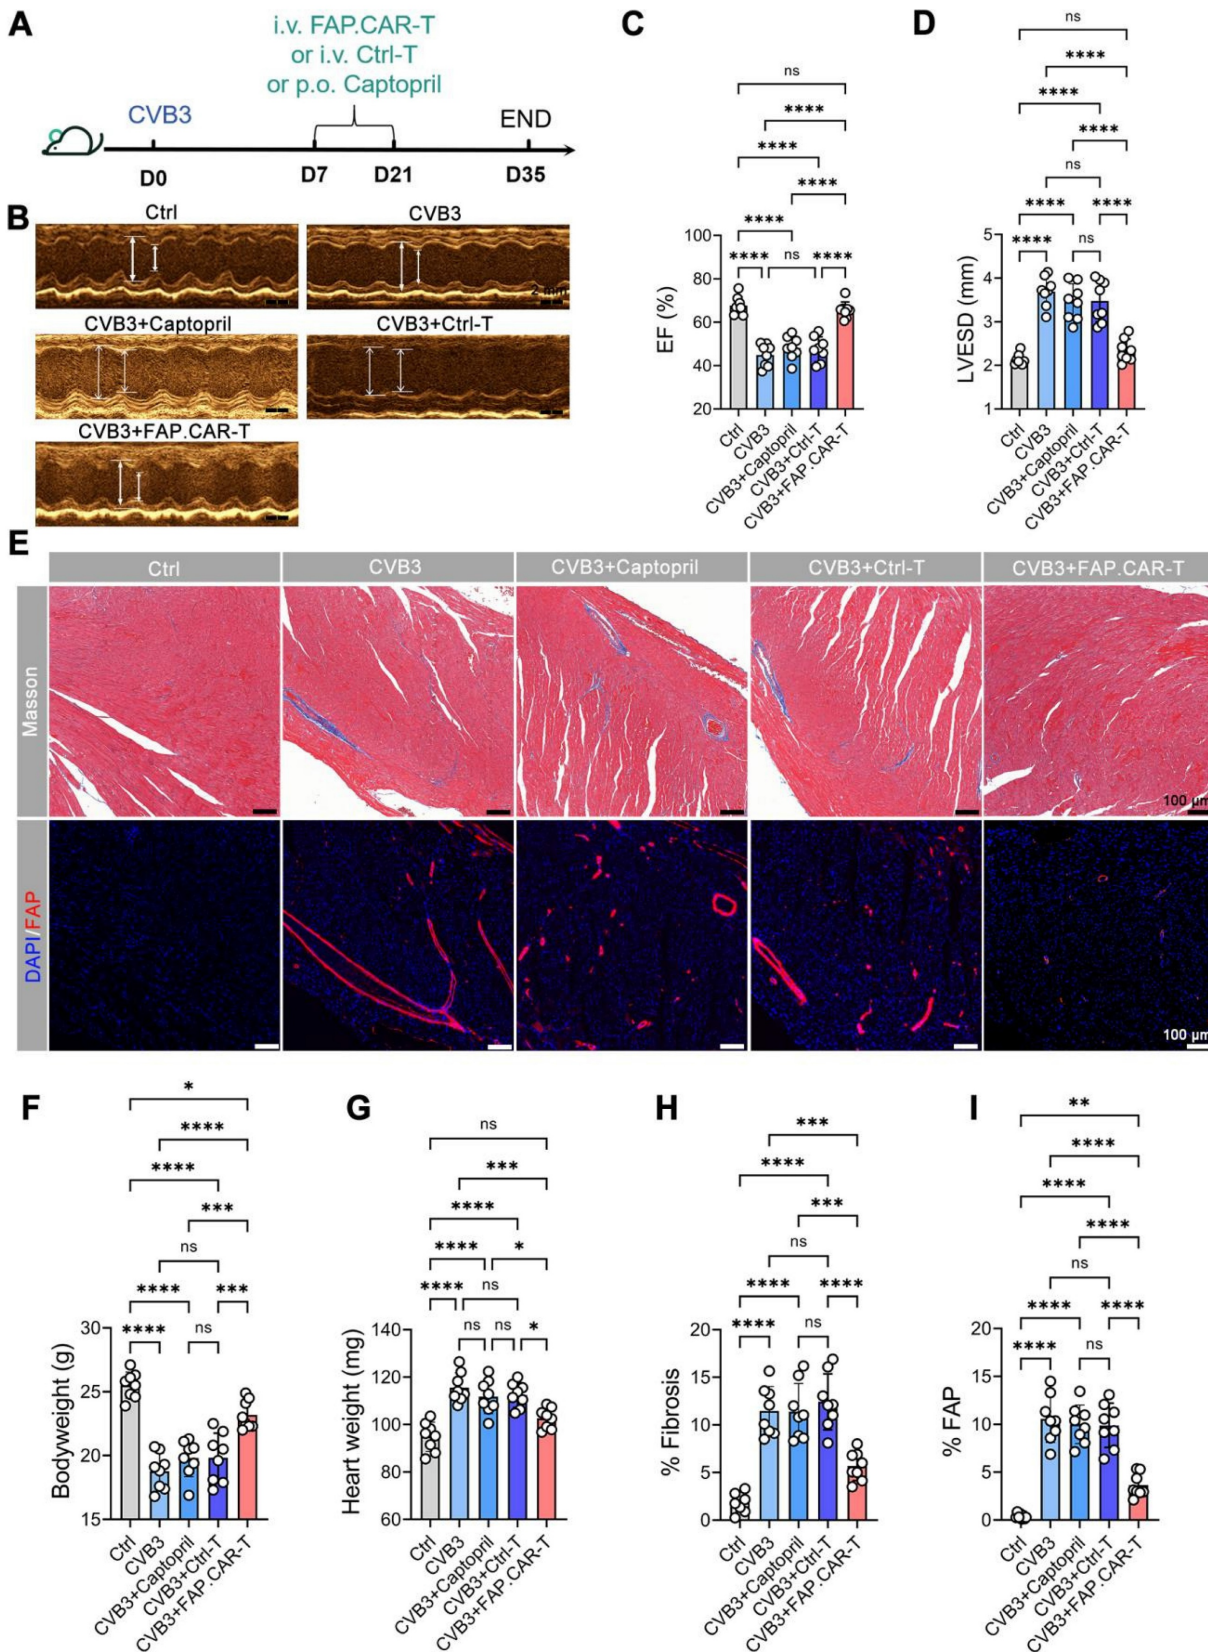 A
i.v. FAP.CAR-T
or i.v. Ctrl-T
or p.o. Captopril
CVB3
END
D0
D7
D21
D35
B
Ctrl
CVB3
2 mm
CVB3+Captopril
CVB3+Ctrl-T
CVB3+FAP.CAR-T
C
ns
****
****
****
****
**** ns ****
EF (%)
100
80
60
40
20
Ctrl
CVB3
CVB3+Captopril
CVB3+Ctrl-T
CVB3+FAP.CAR-T
D
ns
****
****
****
ns
**** ****
**** ns
LVESD (mm)
5
4
3
2
1
Ctrl
CVB3
CVB3+Captopril
CVB3+Ctrl-T
CVB3+FAP.CAR-T
E
Ctrl
CVB3
CVB3+Captopril
CVB3+Ctrl-T
CVB3+FAP.CAR-T
Masson
100 µm
DAPI/FAP
100 µm
F
*
****
****
***
ns
**** ***
**** ns
Bodyweight (g)
30
25
20
15
Ctrl
CVB3
CVB3+Captopril
CVB3+Ctrl-T
CVB3+FAP.CAR-T
G
ns
***
****
**** *
**** ns
ns ns *
Heart weight (mg)
140
120
100
80
60
Ctrl
CVB3
CVB3+Captopril
CVB3+Ctrl-T
CVB3+FAP.CAR-T
H
***
****
***
ns
**** ****
**** ns
% Fibrosis
20
15
10
5
0
Ctrl
CVB3
CVB3+Captopril
CVB3+Ctrl-T
CVB3+FAP.CAR-T
I
**
****
****
****
ns
**** ****
**** ns
% FAP
20
15
10
5
0
Ctrl
CVB3
CVB3+Captopril
CVB3+Ctrl-T
CVB3+FAP.CAR-T